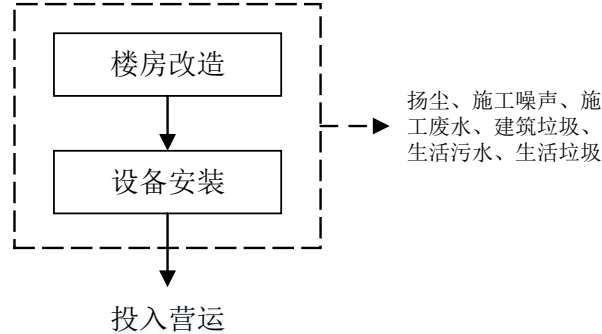 楼房改造
扬尘、施工噪声、施
工废水、建筑垃圾、
生活污水、生活垃圾
设备安装
投入营运